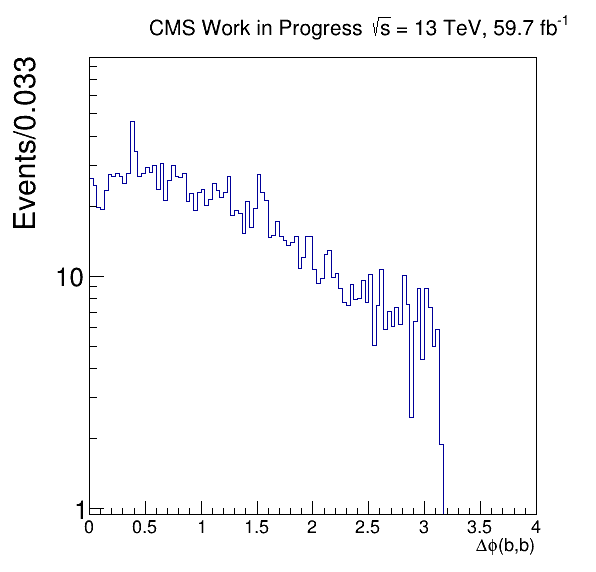 CMS Work in Progress √s = 13 TeV, 59.7 fb⁻¹
Events/0.033
10
1
0 0.5 1 1.5 2 2.5 3 3.5 4
Δϕ(b,b)